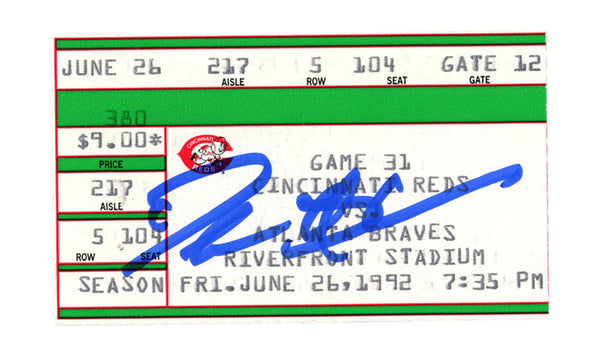 JUNE 26 217 5 104 GATE 12
AISLE ROW SEAT GATE
380
$9.00*
PRICE
217
AISLE
5 104
ROW SEAT
SEASON
CINCINNATI
REDS
GAME 31
CINCINNATI REDS
VS.
ATLANTA BRAVES
RIVERFRONT STADIUM
FRI. JUNE 26, 1992 7:35 PM